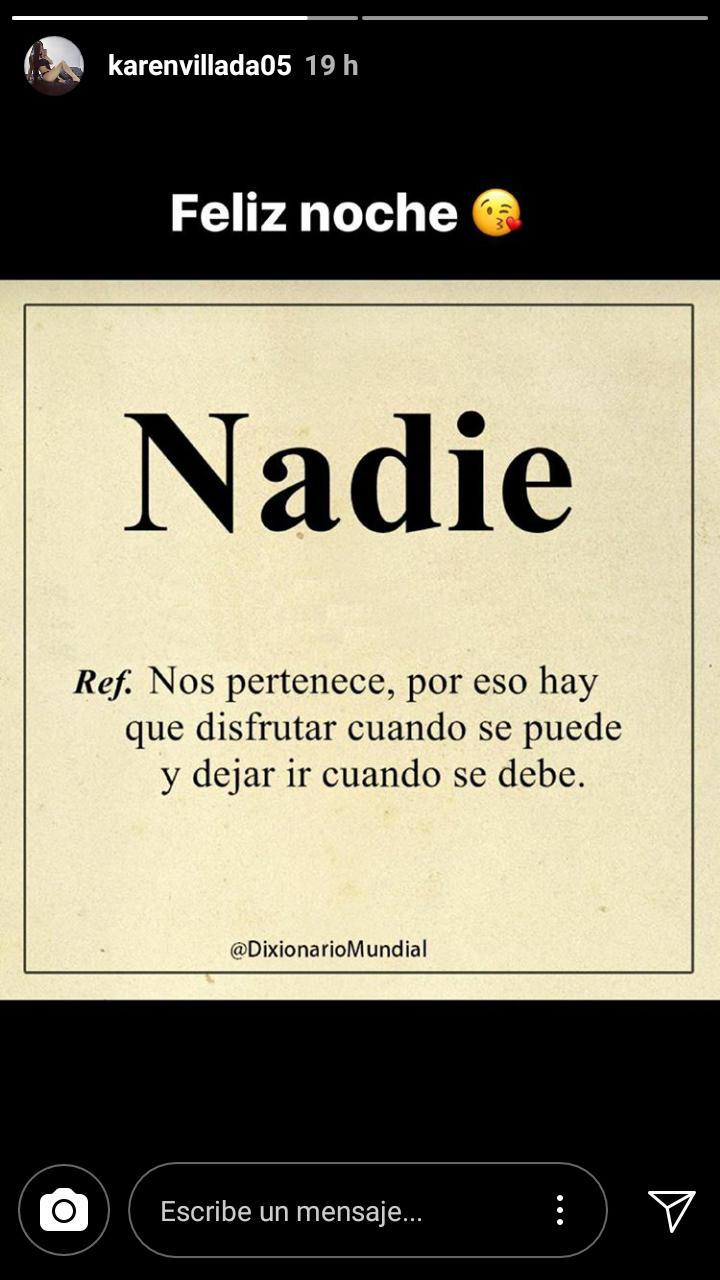 karenvillada05 19 h
Feliz noche 😘
Nadie
Ref. Nos pertenece, por eso hay
que disfrutar cuando se puede
y dejar ir cuando se debe.
@DixionarioMundial
Escribe un mensaje...